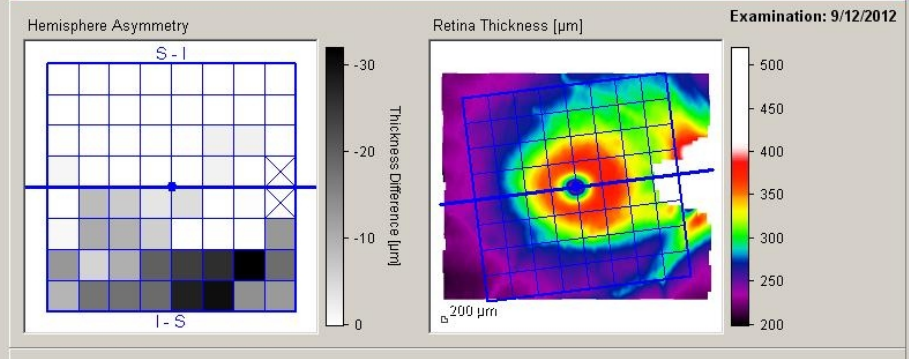 Examination: 9/12/2012
Hemisphere Asymmetry
S - I
I - S
-30
-20
-10
0
Thickness Difference [µm]
Retina Thickness [µm]
200 µm
500
450
400
350
300
250
200